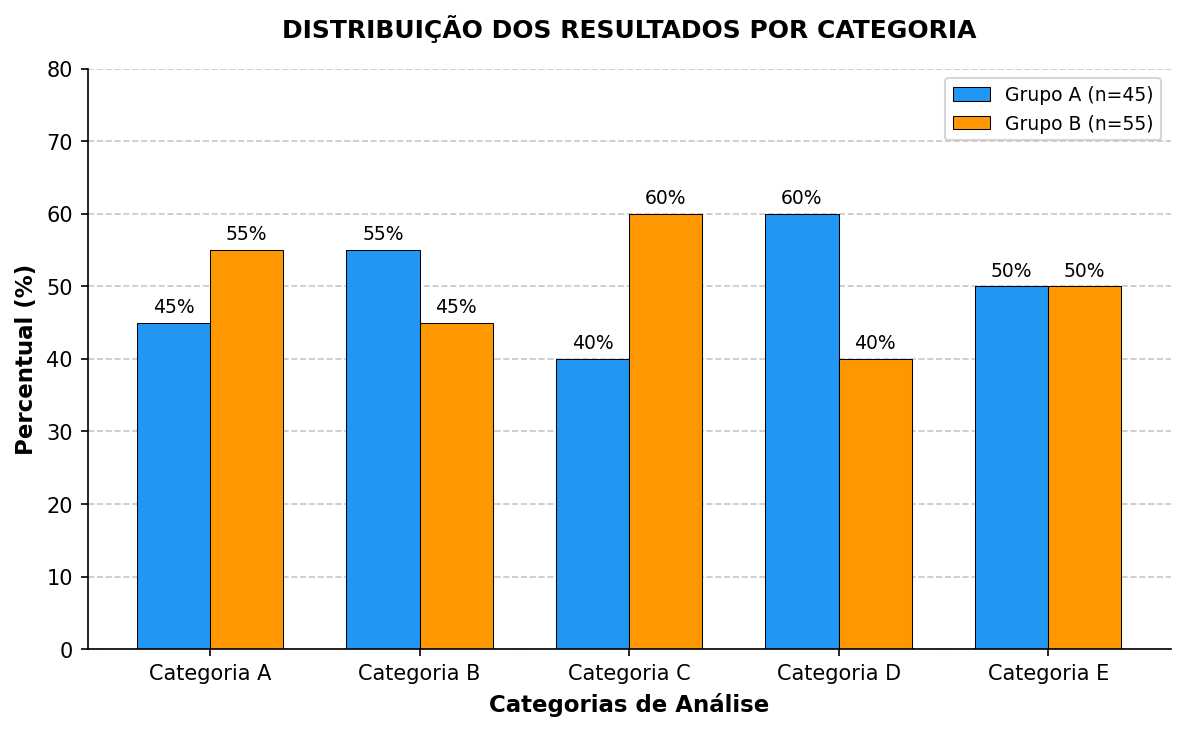 DISTRIBUIÇÃO DOS RESULTADOS POR CATEGORIA
Grupo A (n=45)
Grupo B (n=55)
Percentual (%)
80
70
60
50
40
30
20
10
0
45%
55%
55%
45%
40%
60%
60%
40%
50%
50%
Categoria A
Categoria B
Categoria C
Categoria D
Categoria E
Categorias de Análise